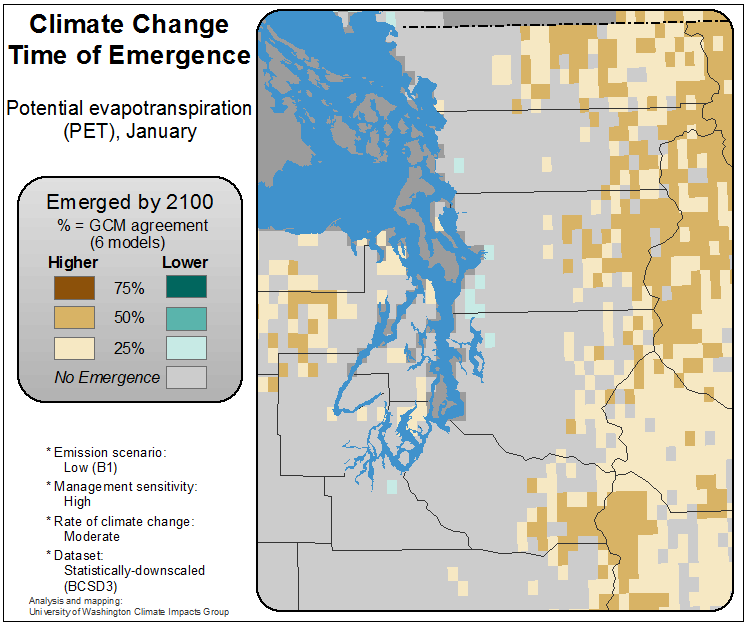 Climate Change
Time of Emergence
Potential evapotranspiration
(PET), January
Emerged by 2100
% = GCM agreement
(6 models)
Higher Lower
75%
50%
25%
No Emergence
* Emission scenario:
Low (B1)
* Management sensitivity:
High
* Rate of climate change:
Moderate
* Dataset:
Statistically-downscaled
(BCSD3)
Analysis and mapping:
University of Washington Climate Impacts Group